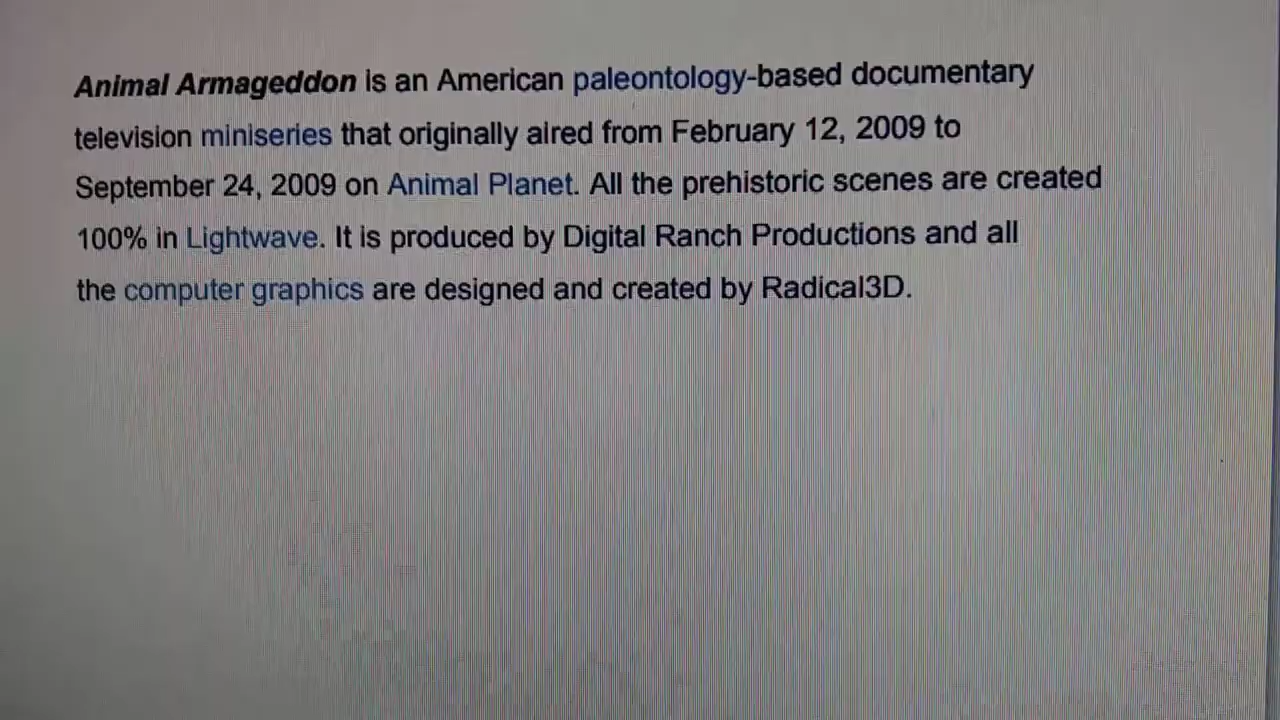 Animal Armageddon is an American paleontology-based documentary
television miniseries that originally aired from February 12, 2009 to
September 24, 2009 on Animal Planet. All the prehistoric scenes are created
100% in Lightwave. It is produced by Digital Ranch Productions and all
the computer graphics are designed and created by Radical3D.